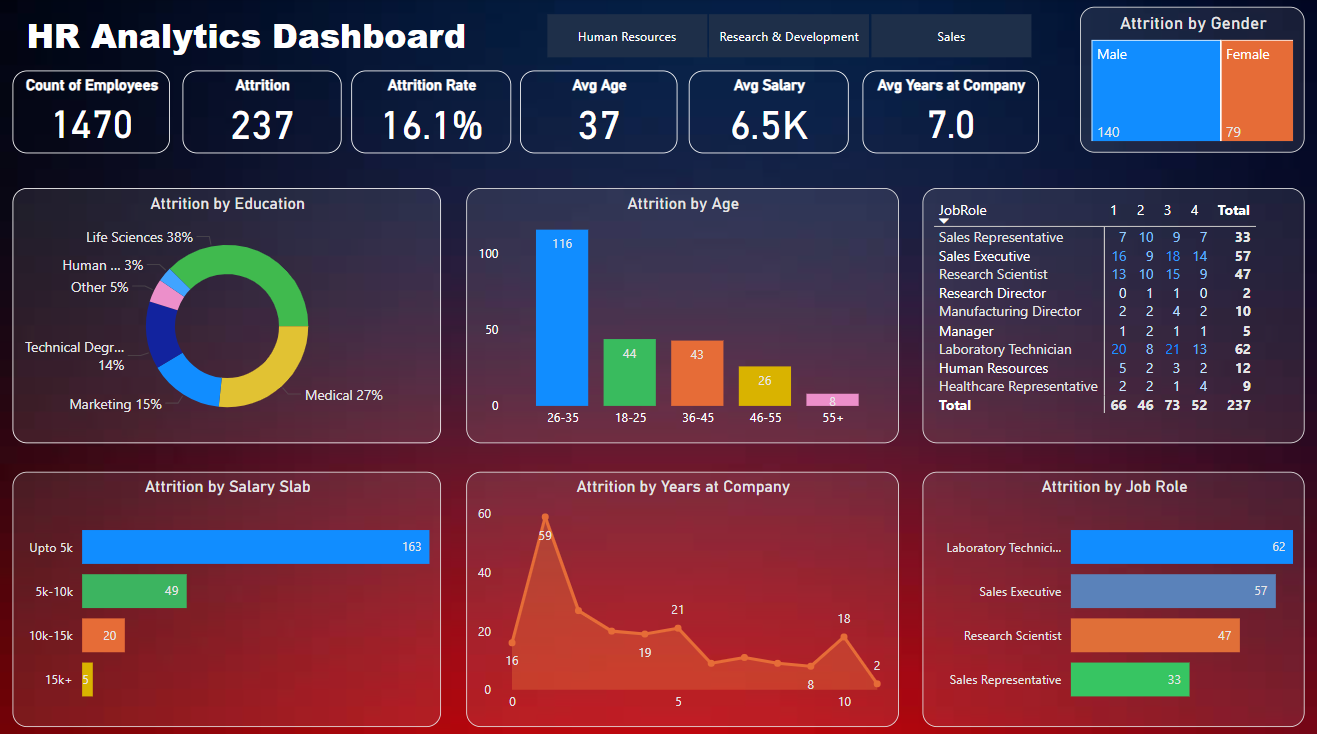 HR Analytics Dashboard
Human Resources
Research & Development
Sales
Count of Employees
1470
Attrition
237
Attrition Rate
16.1%
Avg Age
37
Avg Salary
6.5K
Avg Years at Company
7.0
Attrition by Gender
Male
Female
140
79
Attrition by Education
Life Sciences 38%
Human ... 3%
Other 5%
Technical Degr...
14%
Marketing 15%
Medical 27%
Attrition by Age
100
50
0
116
44
43
26
8
26-35
18-25
36-45
46-55
55+
JobRole 1 2 3 4 Total
Sales Representative 7 10 9 7 33
Sales Executive 16 9 18 14 57
Research Scientist 13 10 15 9 47
Research Director 0 1 1 0 2
Manufacturing Director 2 2 4 2 10
Manager 1 2 1 1 5
Laboratory Technician 20 8 21 13 62
Human Resources 5 2 3 2 12
Healthcare Representative 2 2 1 4 9
Total 66 46 73 52 237
Attrition by Salary Slab
Upto 5k 163
5k-10k 49
10k-15k 20
15k+ 5
Attrition by Years at Company
60
40
20
0
16
59
19
21
8
18
2
0
5
10
Attrition by Job Role
Laboratory Technici... 62
Sales Executive 57
Research Scientist 47
Sales Representative 33